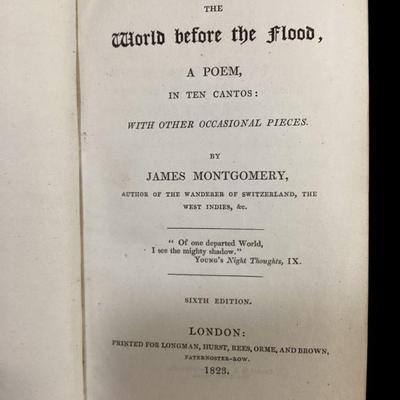 THE
World before the Flood,
A POEM,
IN TEN CANTOS:
WITH OTHER OCCASIONAL PIECES.
BY
JAMES MONTGOMERY,
AUTHOR OF THE WANDERER OF SWITZERLAND, THE
WEST INDIES, &c.
" Of one departed World,
I see the mighty shadow."
YOUNG'S Night Thoughts, IX.
SIXTH EDITION.
LONDON:
PRINTED FOR LONGMAN, HURST, REES, ORME, AND BROWN,
PATERNOSTER-ROW.
1823.